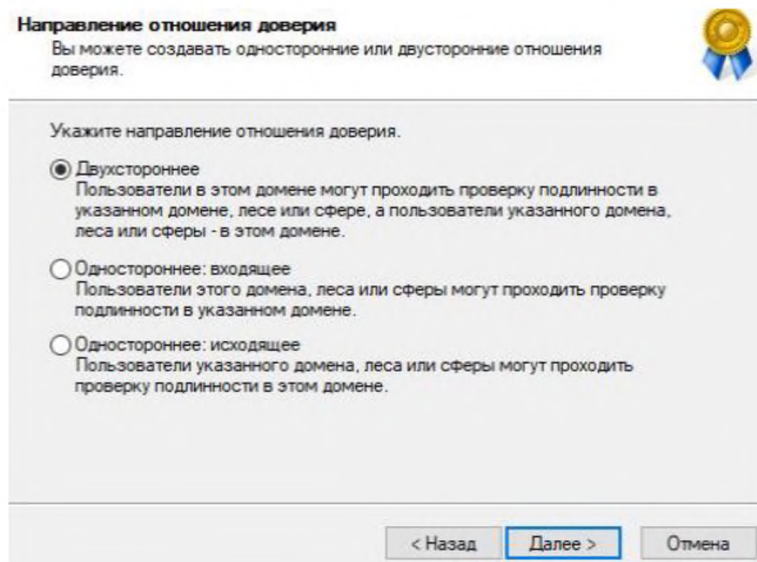 Направление отношения доверия
Вы можете создавать односторонние или двусторонние отношения
доверия.
Укажите направление отношения доверия.
Двухстороннее
Пользователи в этом домене могут проходить проверку подлинности в
указанном домене, лесе или сфере, а пользователи указанного домена,
леса или сферы - в этом домене.
Одностороннее: входящее
Пользователи этого домена, леса или сферы могут проходить проверку
подлинности в указанном домене.
Одностороннее: исходящее
Пользователи указанного домена, леса или сферы могут проходить
проверку подлинности в этом домене.
< Назад Далее > Отмена